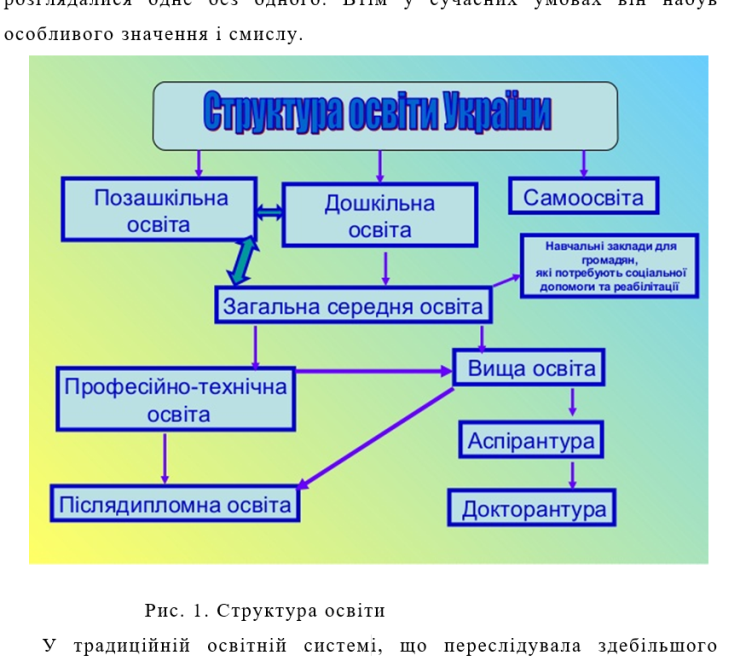 розглядалися одне без одного. Втім у сучасних умовах він набув
особливого значення і смислу.
Структура освіти України
Позашкільна
освіта
Дошкільна
освіта
Самоосвіта
Навчальні заклади для
громадян,
які потребують соціальної
допомоги та реабілітації
Загальна середня освіта
Професійно-технічна
освіта
Вища освіта
Аспірантура
Післядипломна освіта
Докторантура
Рис. 1. Структура освіти
У традиційній освітній системі, що переслідувала здебільшого